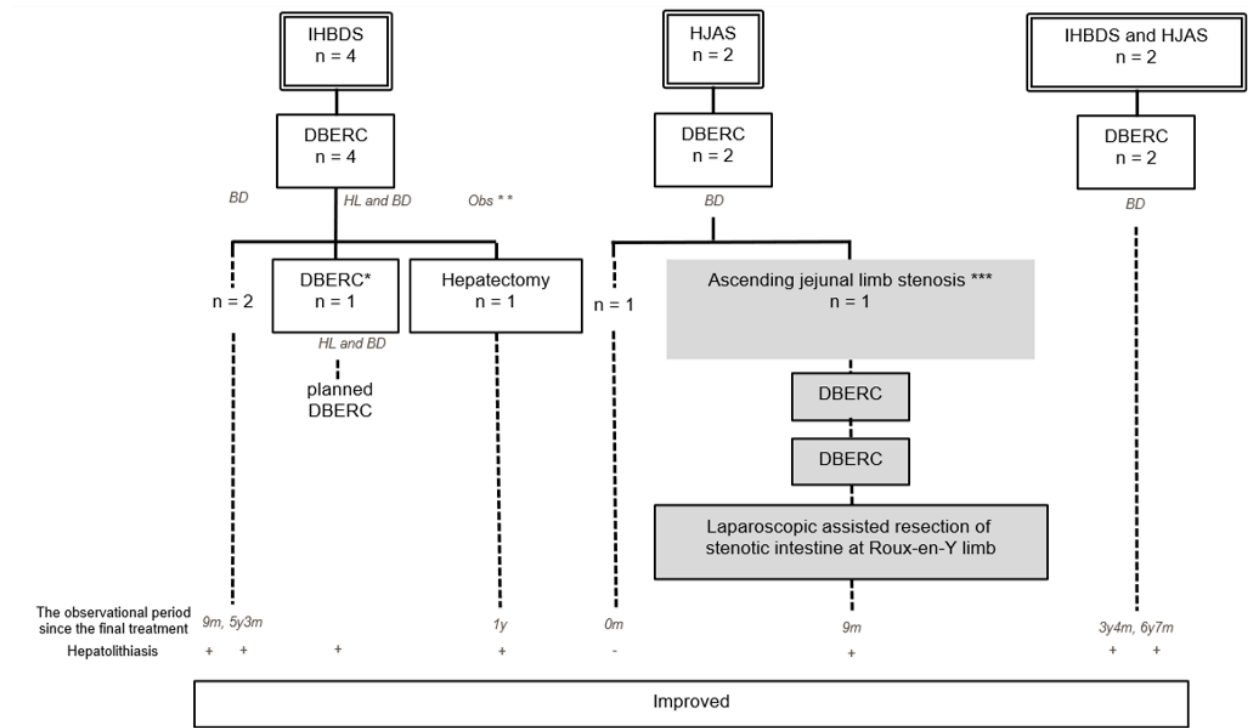 IHBDS
n = 4
HJAS
n = 2
IHBDS and HJAS
n = 2
DBERC
n = 4
DBERC
n = 2
DBERC
n = 2
BD
HL and BD
Obs * *
BD
BD
n = 2
DBERC*
n = 1
Hepatectomy
n = 1
n = 1
Ascending jejunal limb stenosis ***
n = 1
HL and BD
planned
DBERC
DBERC
DBERC
Laparoscopic assisted resection of
stenotic intestine at Roux-en-Y limb
The observational period
since the final treatment
9m, 5y3m
1y
0m
9m
3y4m, 6y7m
Hepatolithiasis
+ + + + - + + +
Improved